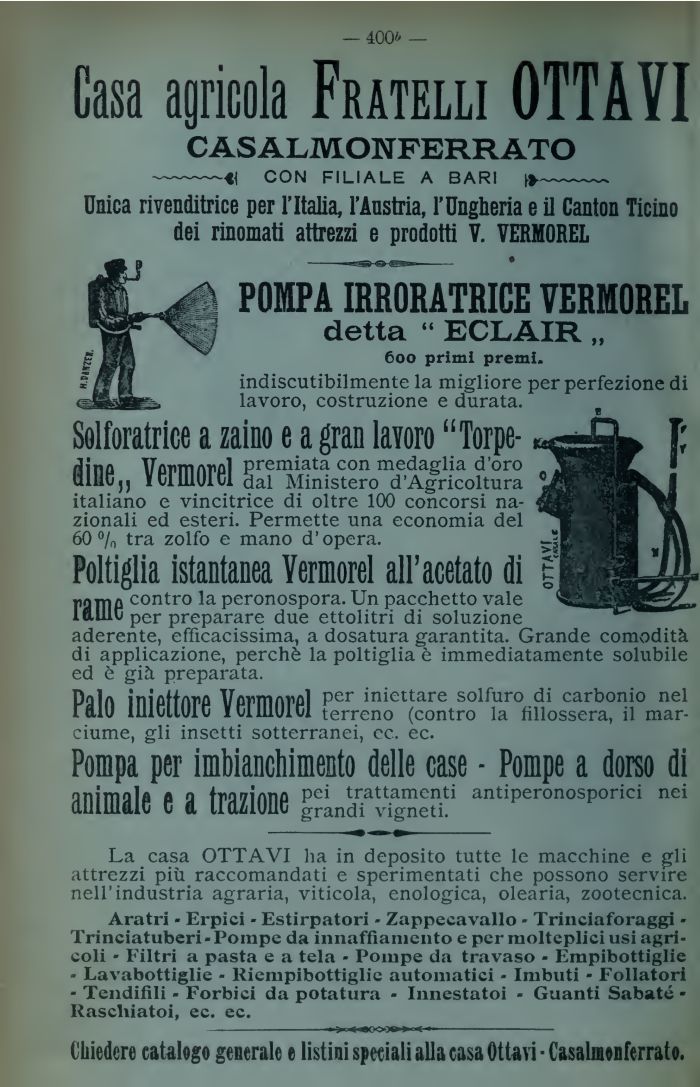 — 400ᵇ —
Casa agricola FRATELLI OTTAVI
CASALMONFERRATO
CON FILIALE A BARI
Unica rivenditrice per l'Italia, l'Austria, l'Ungheria e il Canton Ticino
dei rinomati attrezzi e prodotti V. VERMOREL
POMPA IRRORATRICE VERMOREL
detta “ ECLAIR „
600 primi premi.
H. DANZER.
indiscutibilmente la migliore per perfezione di
lavoro, costruzione e durata.
Solforatrice a zaino e a gran lavoro “Torpe-
dine„ Vermorel premiata con medaglia d'oro
dal Ministero d'Agricoltura
italiano e vincitrice di oltre 100 concorsi na-
zionali ed esteri. Permette una economia del
60 % tra zolfo e mano d'opera.
OTTAVI
CASALE
Poltiglia istantanea Vermorel all'acetato di
rame contro la peronospora. Un pacchetto vale
per preparare due ettolitri di soluzione
aderente, efficacissima, a dosatura garantita. Grande comodità
di applicazione, perchè la poltiglia è immediatamente solubile
ed è già preparata.
Palo iniettore Vermorel per iniettare solfuro di carbonio nel
terreno (contro la fillossera, il mar-
ciume, gli insetti sotterranei, ec. ec.
Pompa per imbianchimento delle case - Pompe a dorso di
animale e a trazione pei trattamenti antiperonosporici nei
grandi vigneti.
La casa OTTAVI ha in deposito tutte le macchine e gli
attrezzi più raccomandati e sperimentati che possono servire
nell'industria agraria, viticola, enologica, olearia, zootecnica.
Aratri - Erpici - Estirpatori - Zappecavallo - Trinciaforaggi -
Trinciatuberi - Pompe da innaffiamento e per molteplici usi agri-
coli - Filtri a pasta e a tela - Pompe da travaso - Empibottiglie
- Lavabottiglie - Riempibottiglie automatici - Imbuti - Follatori
- Tendifili - Forbici da potatura - Innestatoi - Guanti Sabaté -
Raschiatoi, ec. ec.
Chiedere catalogo generale e listini speciali alla casa Ottavi - Casalmonferrato.